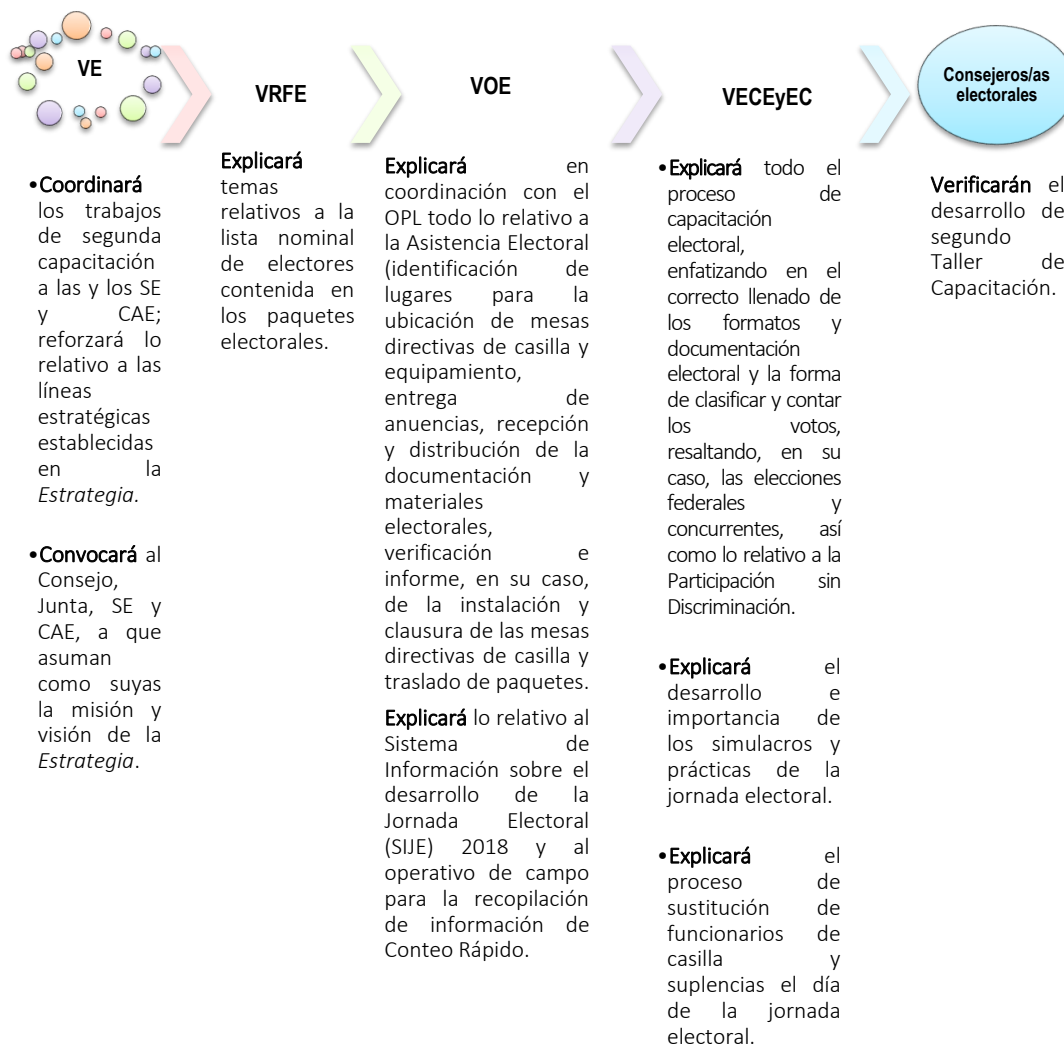 VE
•Coordinará
los trabajos
de segunda
capacitación
a las y los SE
y CAE;
reforzará lo
relativo a las
líneas
estratégicas
establecidas
en la
Estrategia.
•Convocará al
Consejo,
Junta, SE y
CAE, a que
asuman
como suyas
la misión y
visión de la
Estrategia.
VRFE
Explicará
temas
relativos a la
lista nominal
de electores
contenida en
los paquetes
electorales.
VOE
Explicará en
coordinación con el
OPL todo lo relativo a
la Asistencia Electoral
(identificación de
lugares para la
ubicación de mesas
directivas de casilla y
equipamiento,
entrega de
anuencias, recepción
y distribución de la
documentación y
materiales
electorales,
verificación e
informe, en su caso,
de la instalación y
clausura de las mesas
directivas de casilla y
traslado de paquetes.
Explicará lo relativo al
Sistema de
Información sobre el
desarrollo de la
Jornada Electoral
(SIJE) 2018 y al
operativo de campo
para la recopilación
de información de
Conteo Rápido.
VECEyEC
•Explicará todo el
proceso de
capacitación
electoral,
enfatizando en el
correcto llenado de
los formatos y
documentación
electoral y la forma
de clasificar y contar
los votos,
resaltando, en su
caso, las elecciones
federales y
concurrentes, así
como lo relativo a la
Participación sin
Discriminación.
•Explicará el
desarrollo e
importancia de
los simulacros y
prácticas de la
jornada electoral.
•Explicará el
proceso de
sustitución de
funcionarios de
casilla y
suplencias el día
de la jornada
electoral.
Consejeros/as
electorales
Verificarán el
desarrollo de
segundo
Taller de
Capacitación.